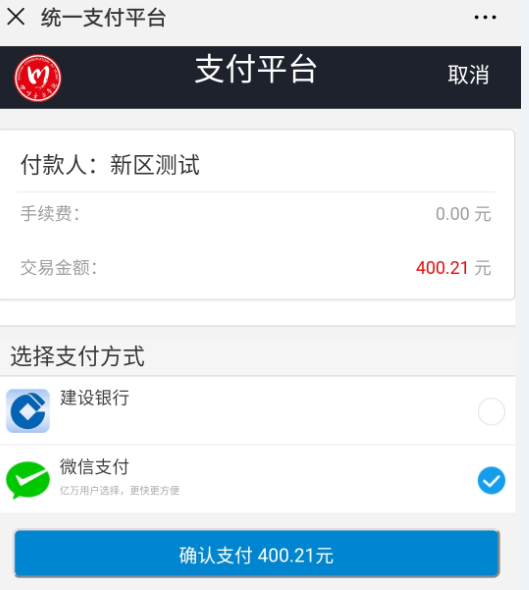 统一支付平台
支付平台
取消
付款人：新区测试
手续费：
0.00 元
交易金额：
400.21 元
选择支付方式
建设银行
微信支付
亿万用户选择，更快更方便
确认支付 400.21元